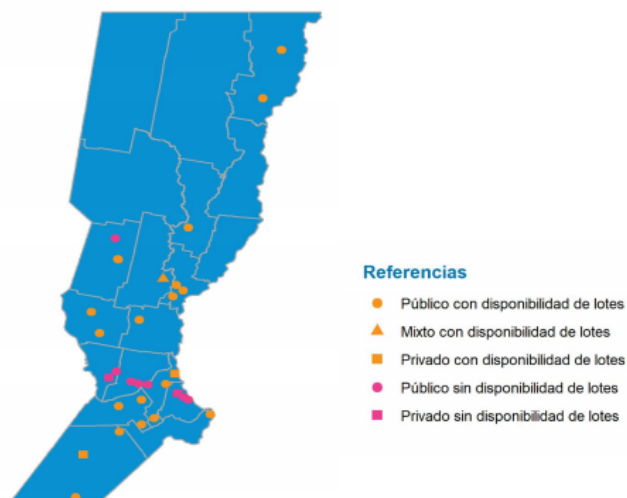 Referencias
Público con disponibilidad de lotes
Mixto con disponibilidad de lotes
Privado con disponibilidad de lotes
Público sin disponibilidad de lotes
Privado sin disponibilidad de lotes